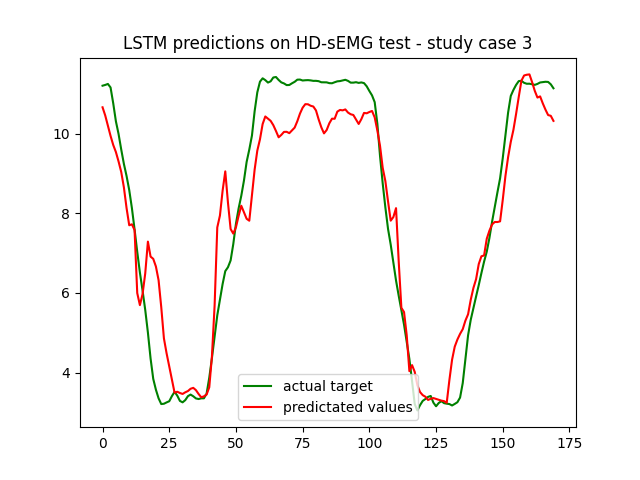 LSTM predictions on HD-sEMG test - study case 3
10
8
6
4
actual target
predictated values
0 25 50 75 100 125 150 175